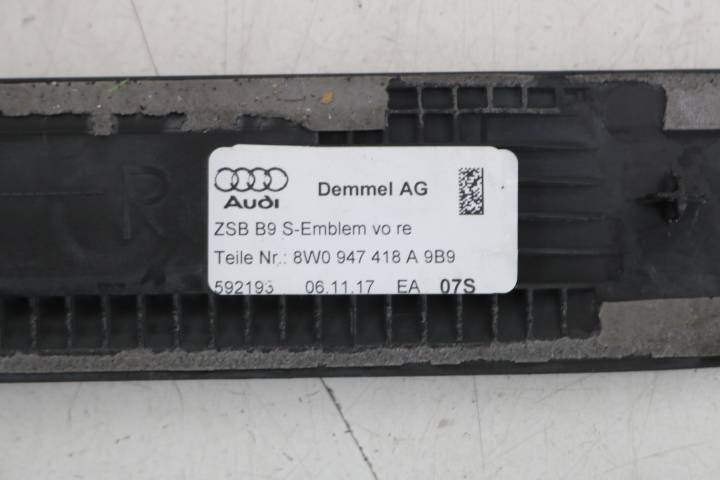 R
Audi Demmel AG
ZSB B9 S-Emblem vo re
Teile Nr.: 8W0 947 418 A 9B9
592193 06.11.17 EA 07S